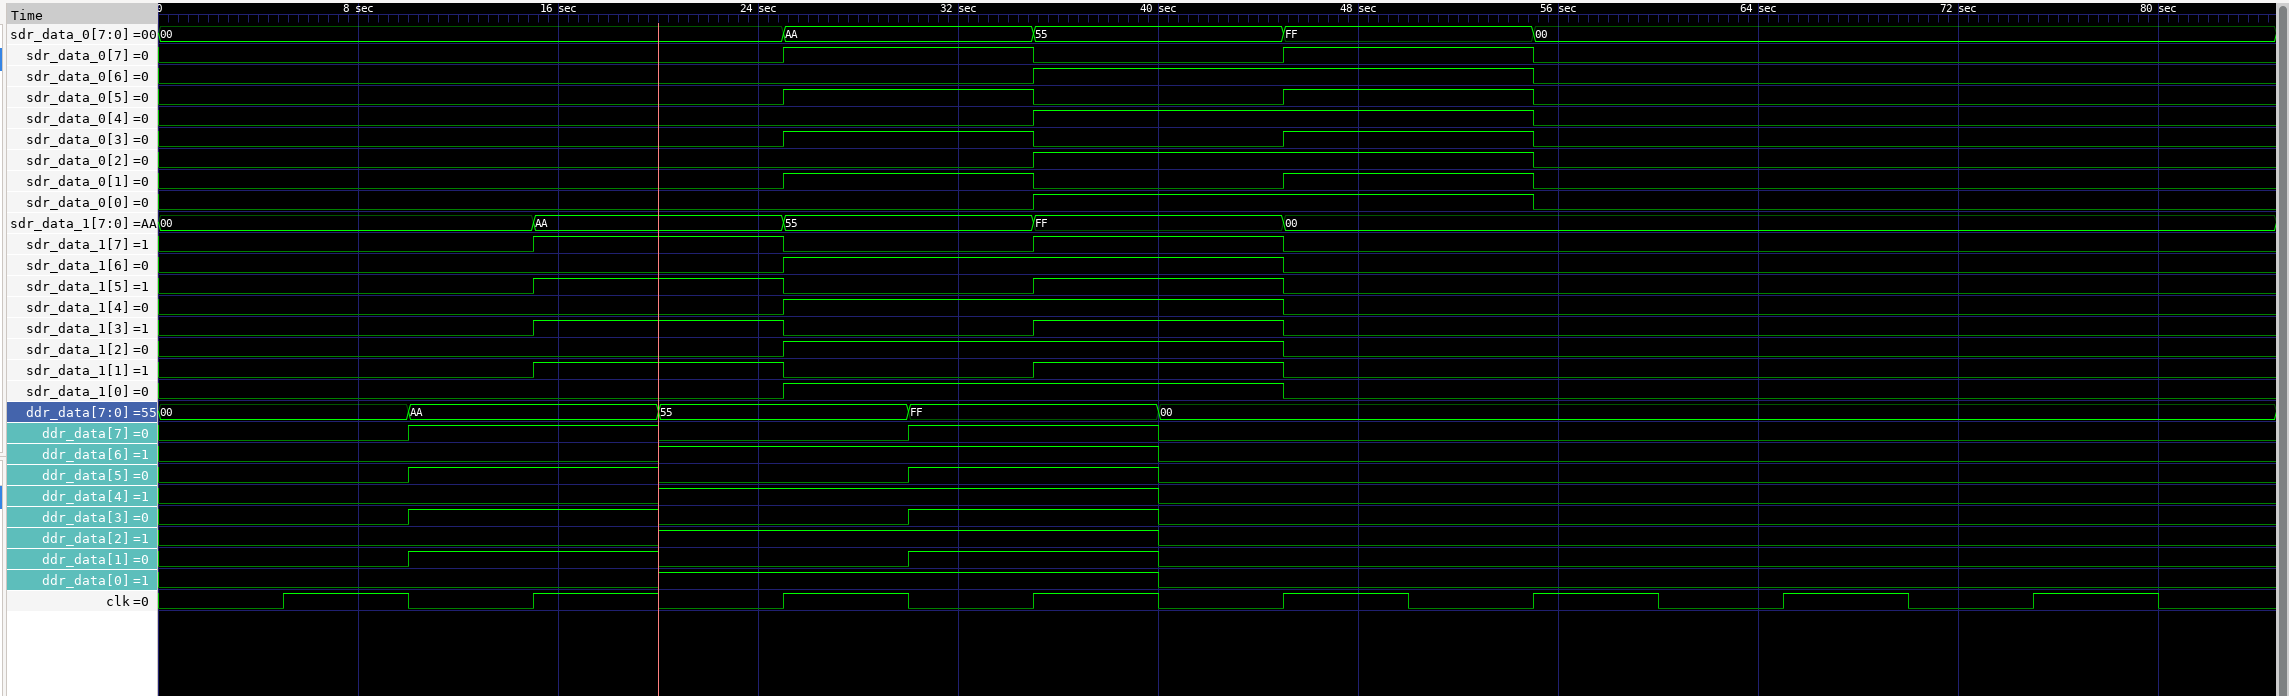 0 8 sec 16 sec 24 sec 32 sec 40 sec 48 sec 56 sec 64 sec 72 sec 80 sec
Time
sdr_data_0[7:0]=00 00 AA 55 FF 00
sdr_data_0[7]=0
sdr_data_0[6]=0
sdr_data_0[5]=0
sdr_data_0[4]=0
sdr_data_0[3]=0
sdr_data_0[2]=0
sdr_data_0[1]=0
sdr_data_0[0]=0
sdr_data_1[7:0]=AA 00 AA 55 FF 00
sdr_data_1[7]=1
sdr_data_1[6]=0
sdr_data_1[5]=1
sdr_data_1[4]=0
sdr_data_1[3]=1
sdr_data_1[2]=0
sdr_data_1[1]=1
sdr_data_1[0]=0
ddr_data[7:0]=55 00 AA 55 FF 00
ddr_data[7]=0
ddr_data[6]=1
ddr_data[5]=0
ddr_data[4]=1
ddr_data[3]=0
ddr_data[2]=1
ddr_data[1]=0
ddr_data[0]=1
clk=0